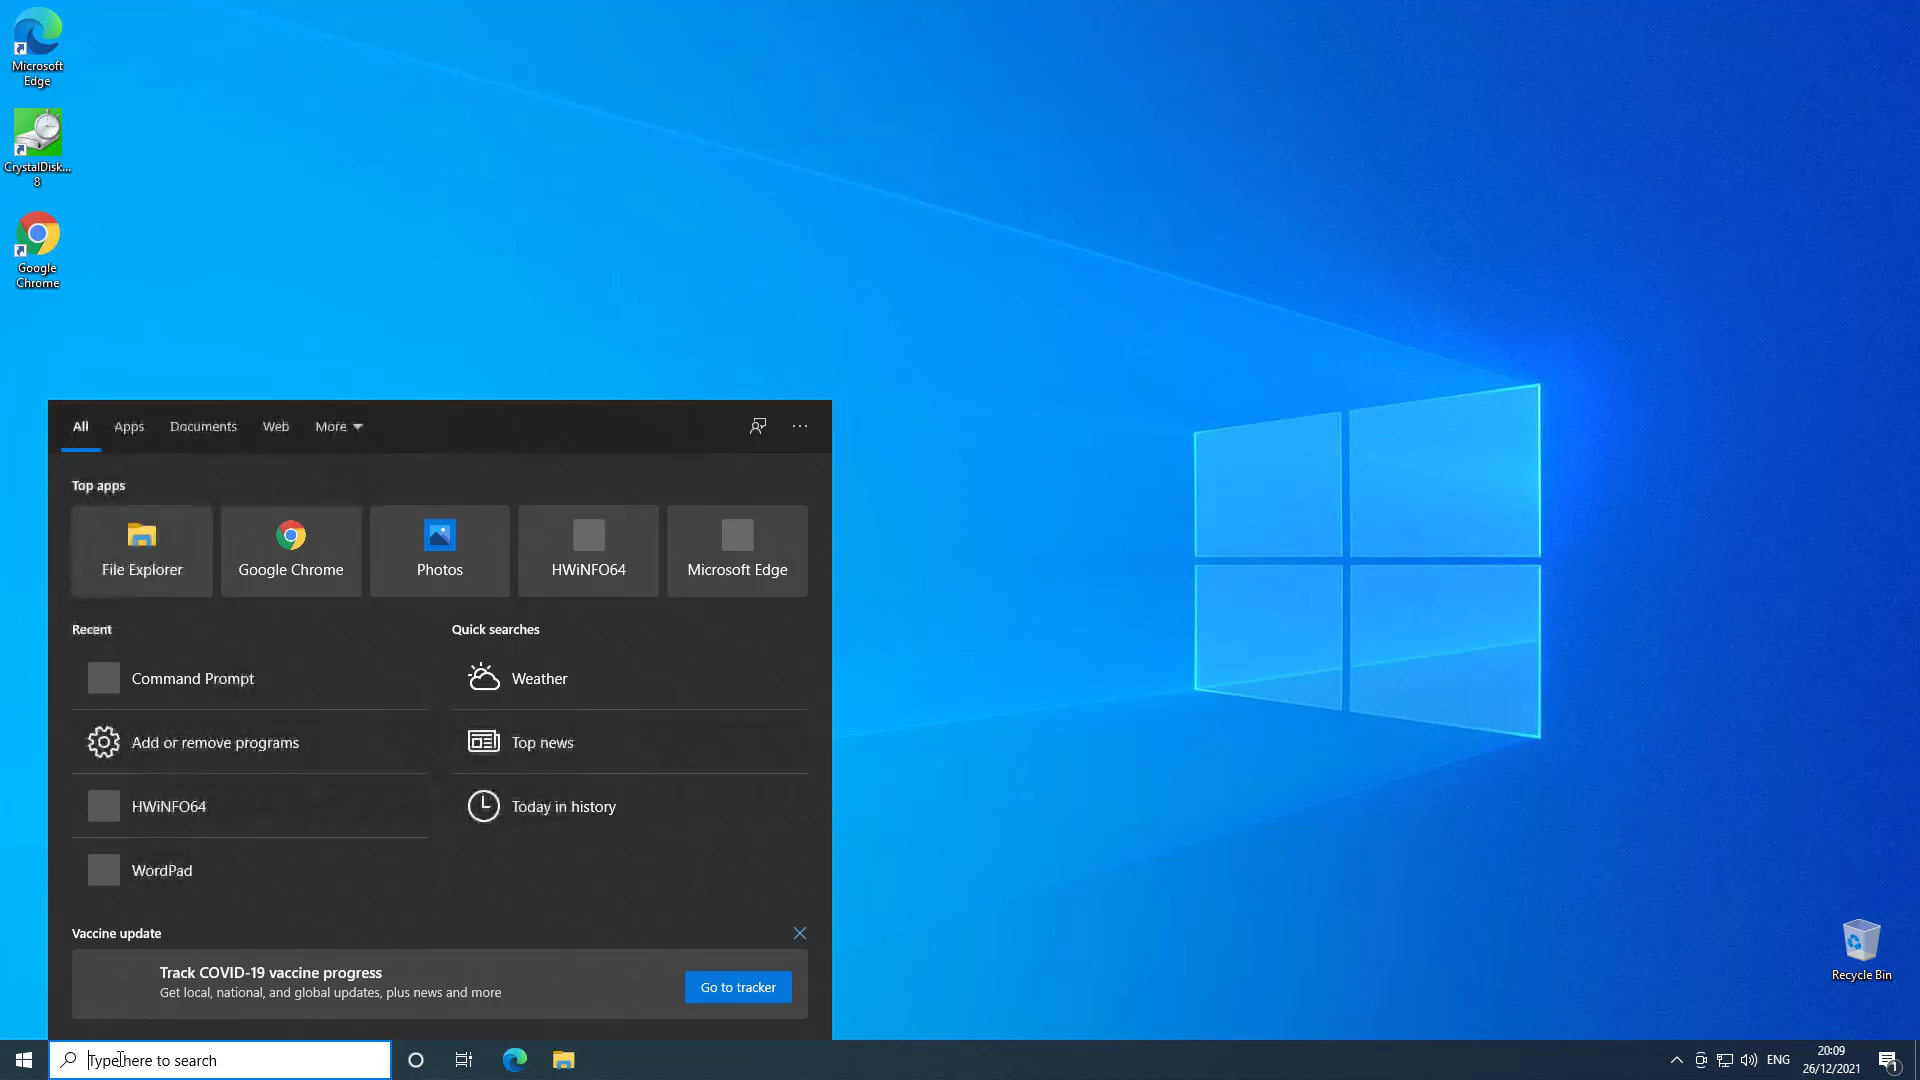 Microsoft
Edge
CrystalDisk...
8
Google
Chrome
All Apps Documents Web More
Top apps
File Explorer Google Chrome Photos HWiNFO64 Microsoft Edge
Recent Quick searches
Command Prompt Weather
Add or remove programs Top news
HWiNFO64 Today in history
WordPad
Vaccine update
Track COVID-19 vaccine progress
Get local, national, and global updates, plus news and more
Go to tracker
Recycle Bin
Type here to search
ENG
20:09
26/12/2021
1